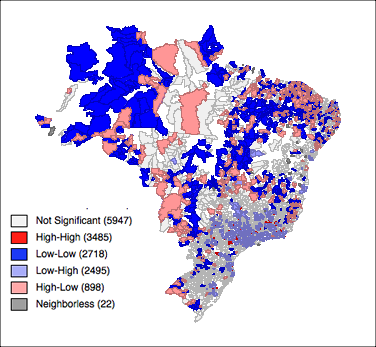 Not Significant (5947)
High-High (3485)
Low-Low (2718)
Low-High (2495)
High-Low (898)
Neighborless (22)